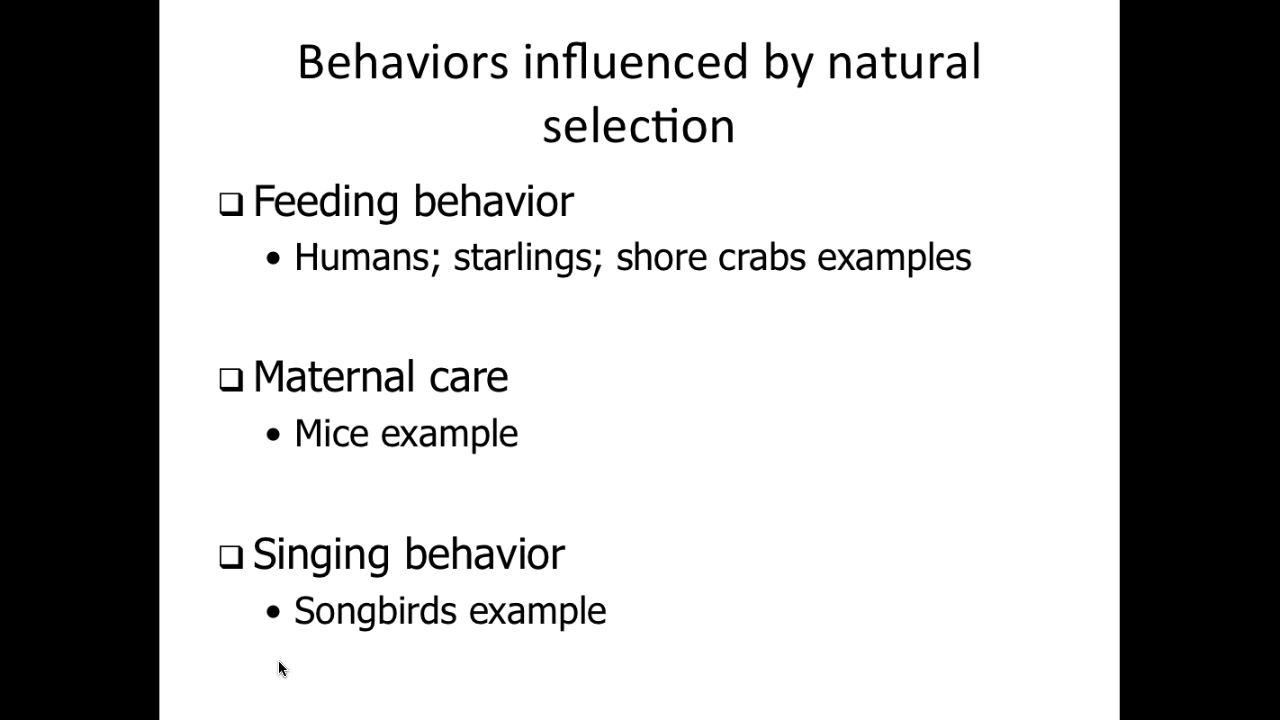 Behaviors influenced by natural
selection
❑ Feeding behavior
• Humans; starlings; shore crabs examples
❑ Maternal care
• Mice example
❑ Singing behavior
• Songbirds example